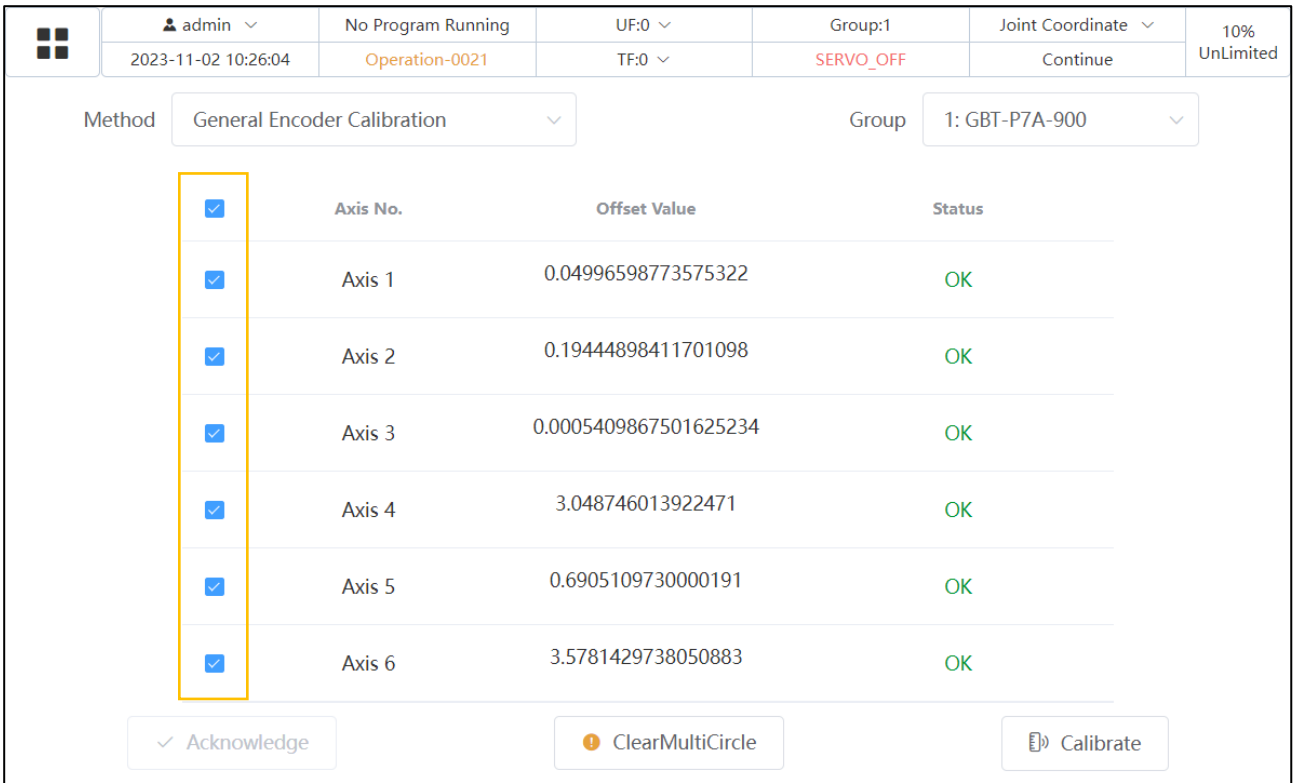 admin No Program Running UF:0 Group:1 Joint Coordinate 10%
UnLimited
2023-11-02 10:26:04 Operation-0021 TF:0 SERVO_OFF Continue
Method General Encoder Calibration Group 1: GBT-P7A-900
Axis No. Offset Value Status
Axis 1 0.04996598773575322 OK
Axis 2 0.19444898411701098 OK
Axis 3 0.0005409867501625234 OK
Axis 4 3.048746013922471 OK
Axis 5 0.6905109730000191 OK
Axis 6 3.5781429738050883 OK
Acknowledge ClearMultiCircle Calibrate